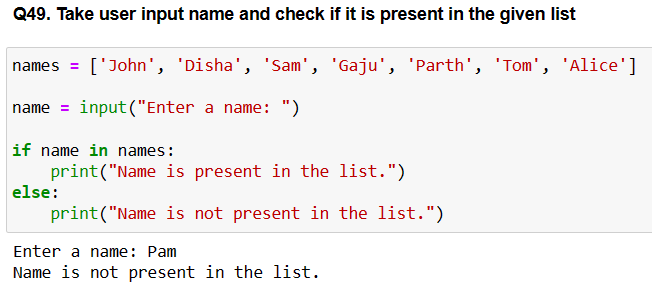 Q49. Take user input name and check if it is present in the given list
names = ['John', 'Disha', 'Sam', 'Gaju', 'Parth', 'Tom', 'Alice']
name = input("Enter a name: ")
if name in names:
    print("Name is present in the list.")
else:
    print("Name is not present in the list.")
Enter a name: Pam
Name is not present in the list.